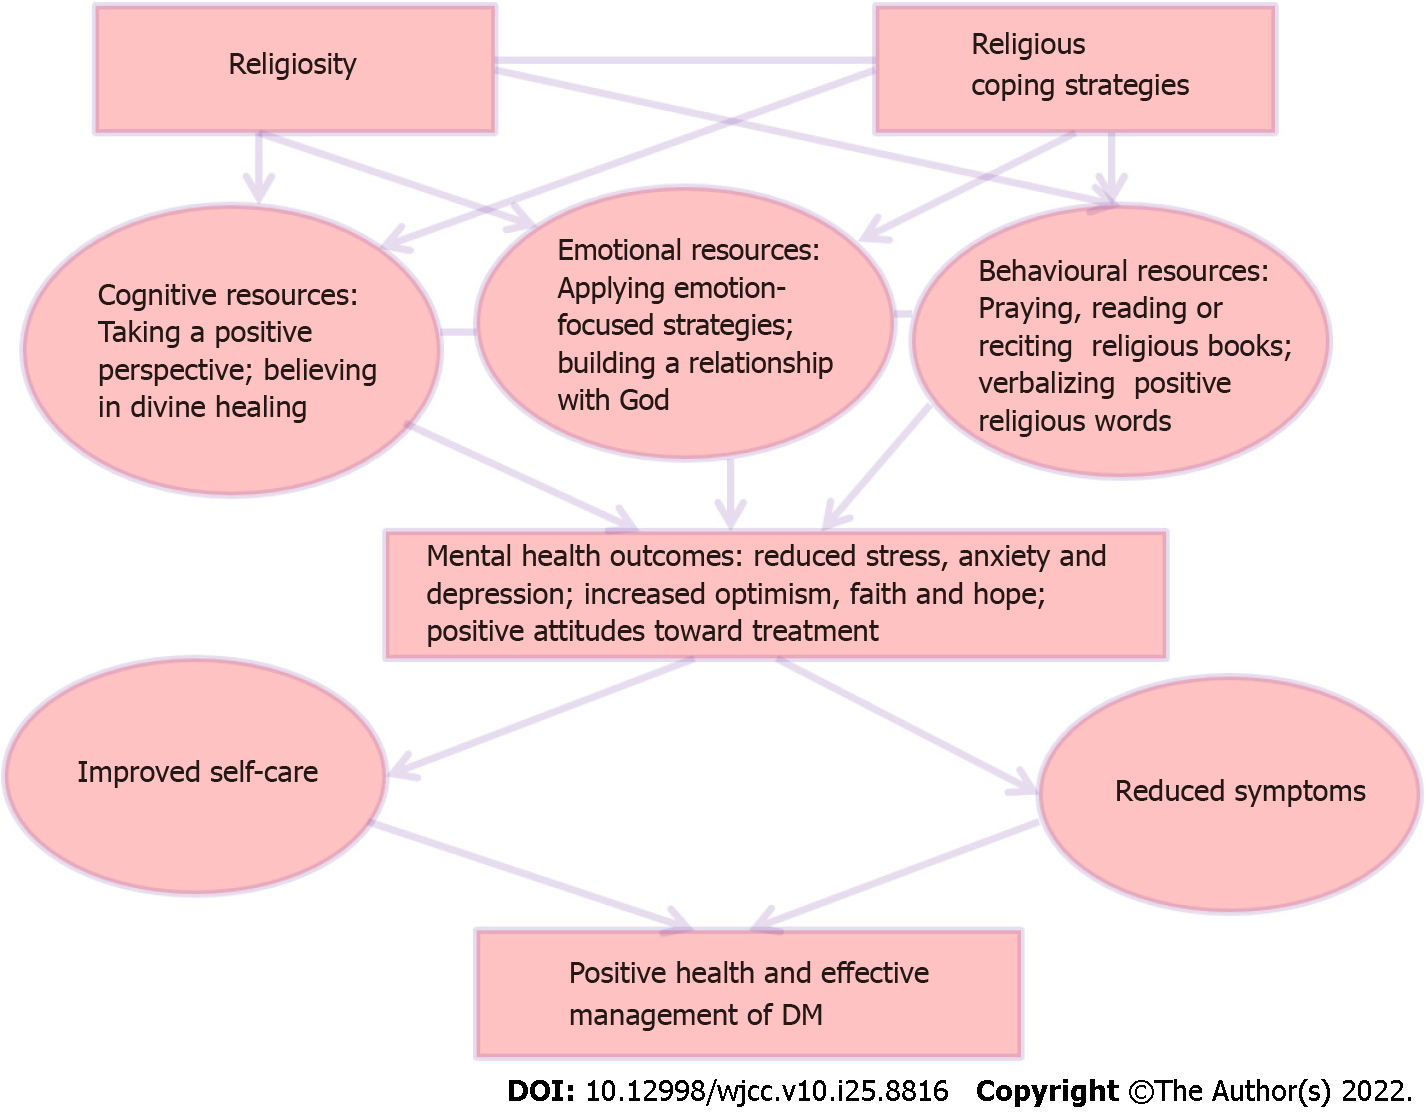 Religiosity
Religious
coping strategies
Cognitive resources:
Taking a positive
perspective; believing
in divine healing
Emotional resources:
Applying emotion-
focused strategies;
building a relationship
with God
Behavioural resources:
Praying, reading or
reciting religious books;
verbalizing positive
religious words
Mental health outcomes: reduced stress, anxiety and
depression; increased optimism, faith and hope;
positive attitudes toward treatment
Improved self-care
Reduced symptoms
Positive health and effective
management of DM
DOI: 10.12998/wjcc.v10.i25.8816 Copyright ©The Author(s) 2022.